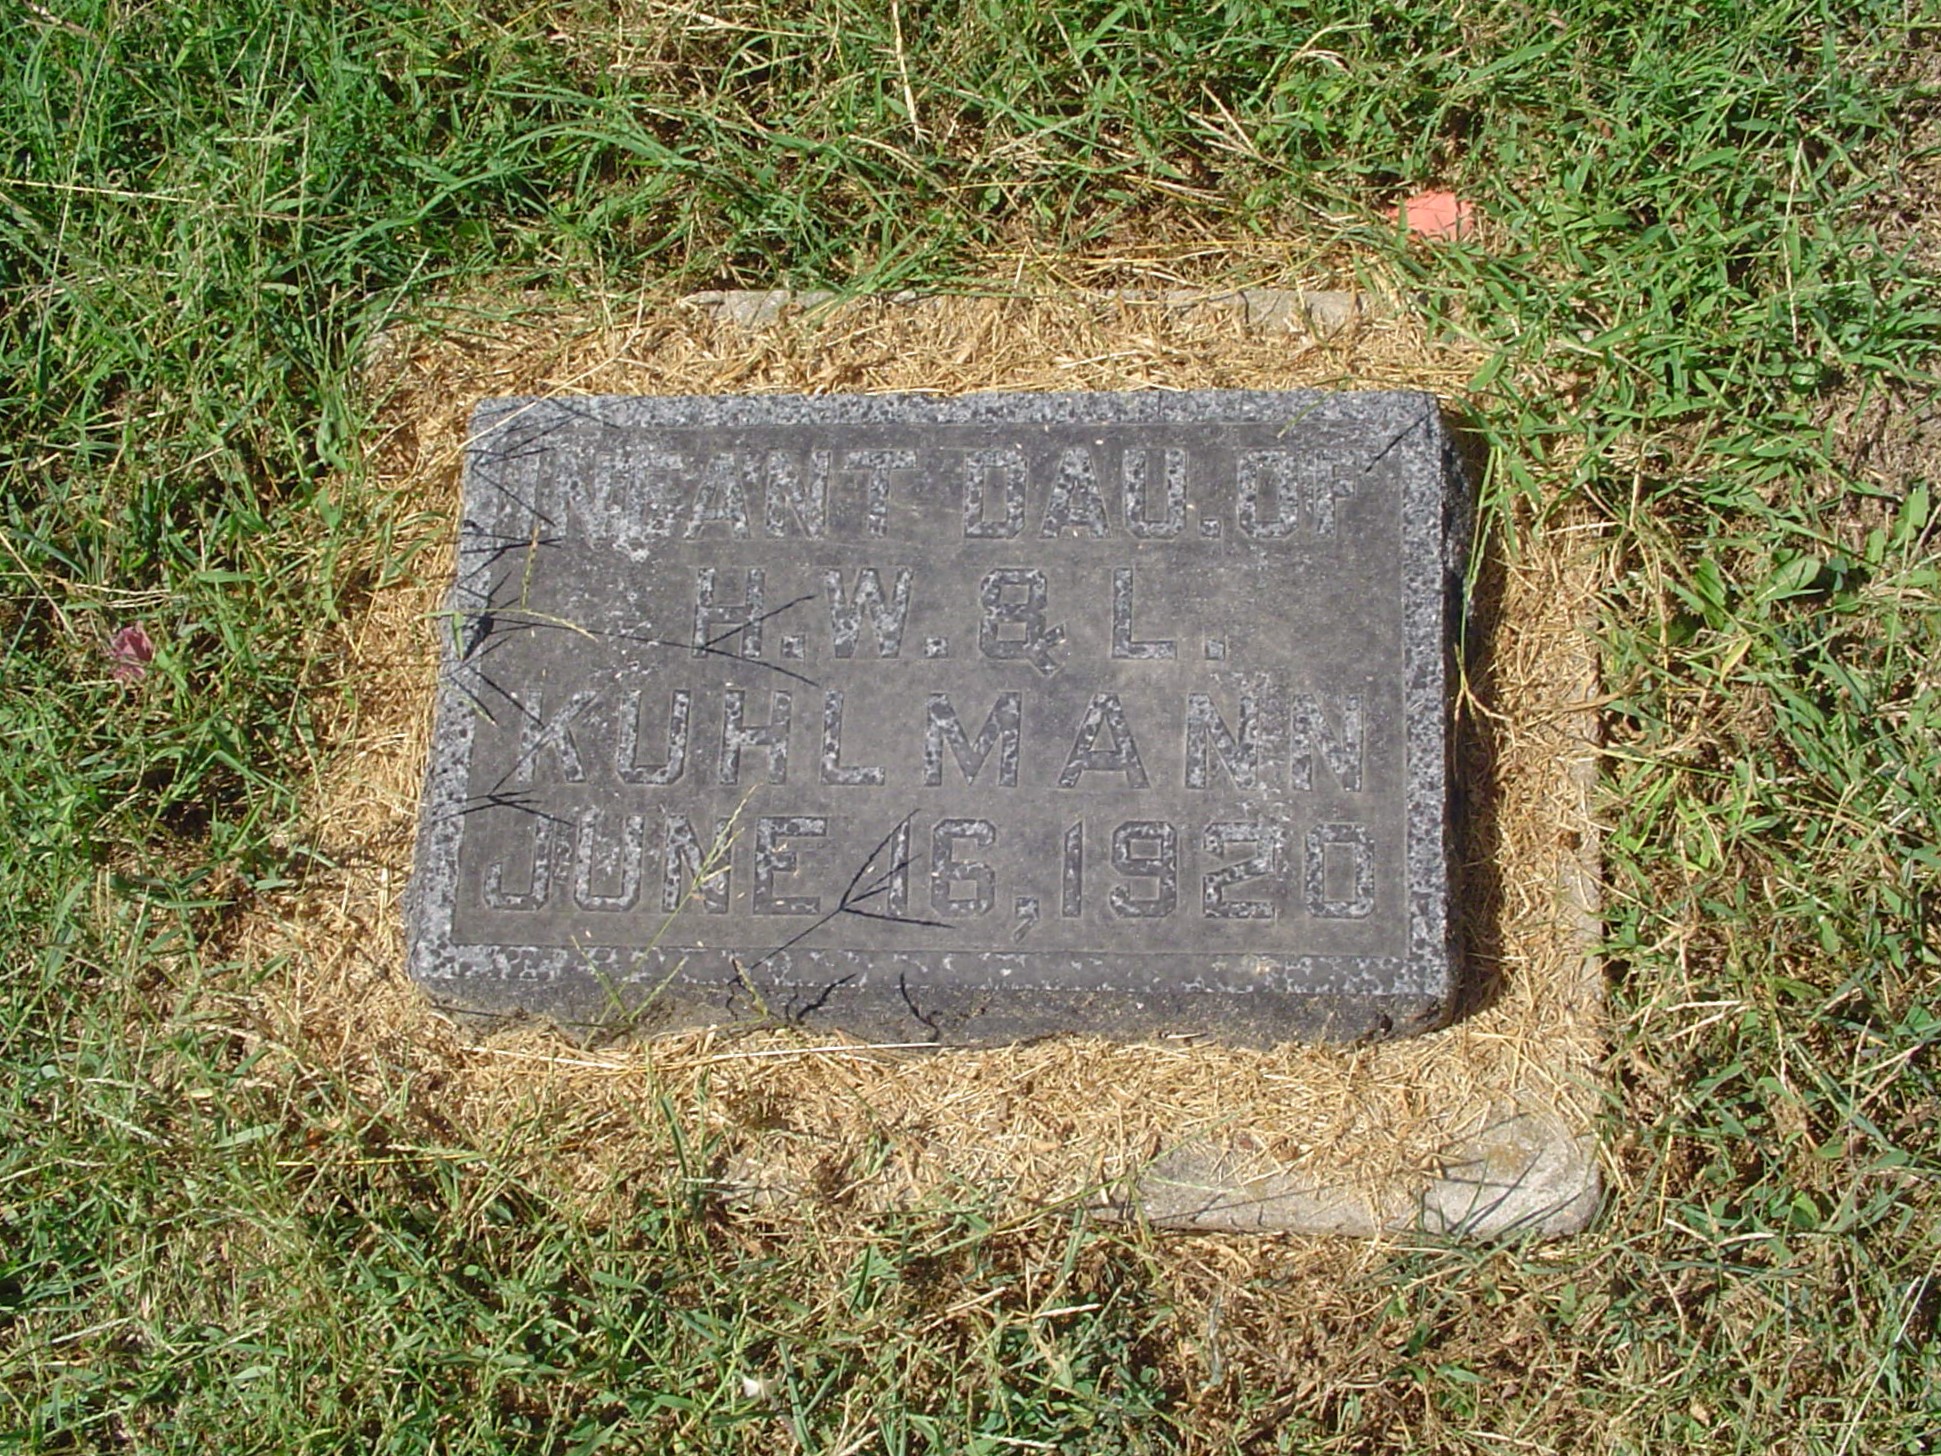 INFANT DAU. OF
H. W. & L.
KUHLMANN
JUNE 16, 1920